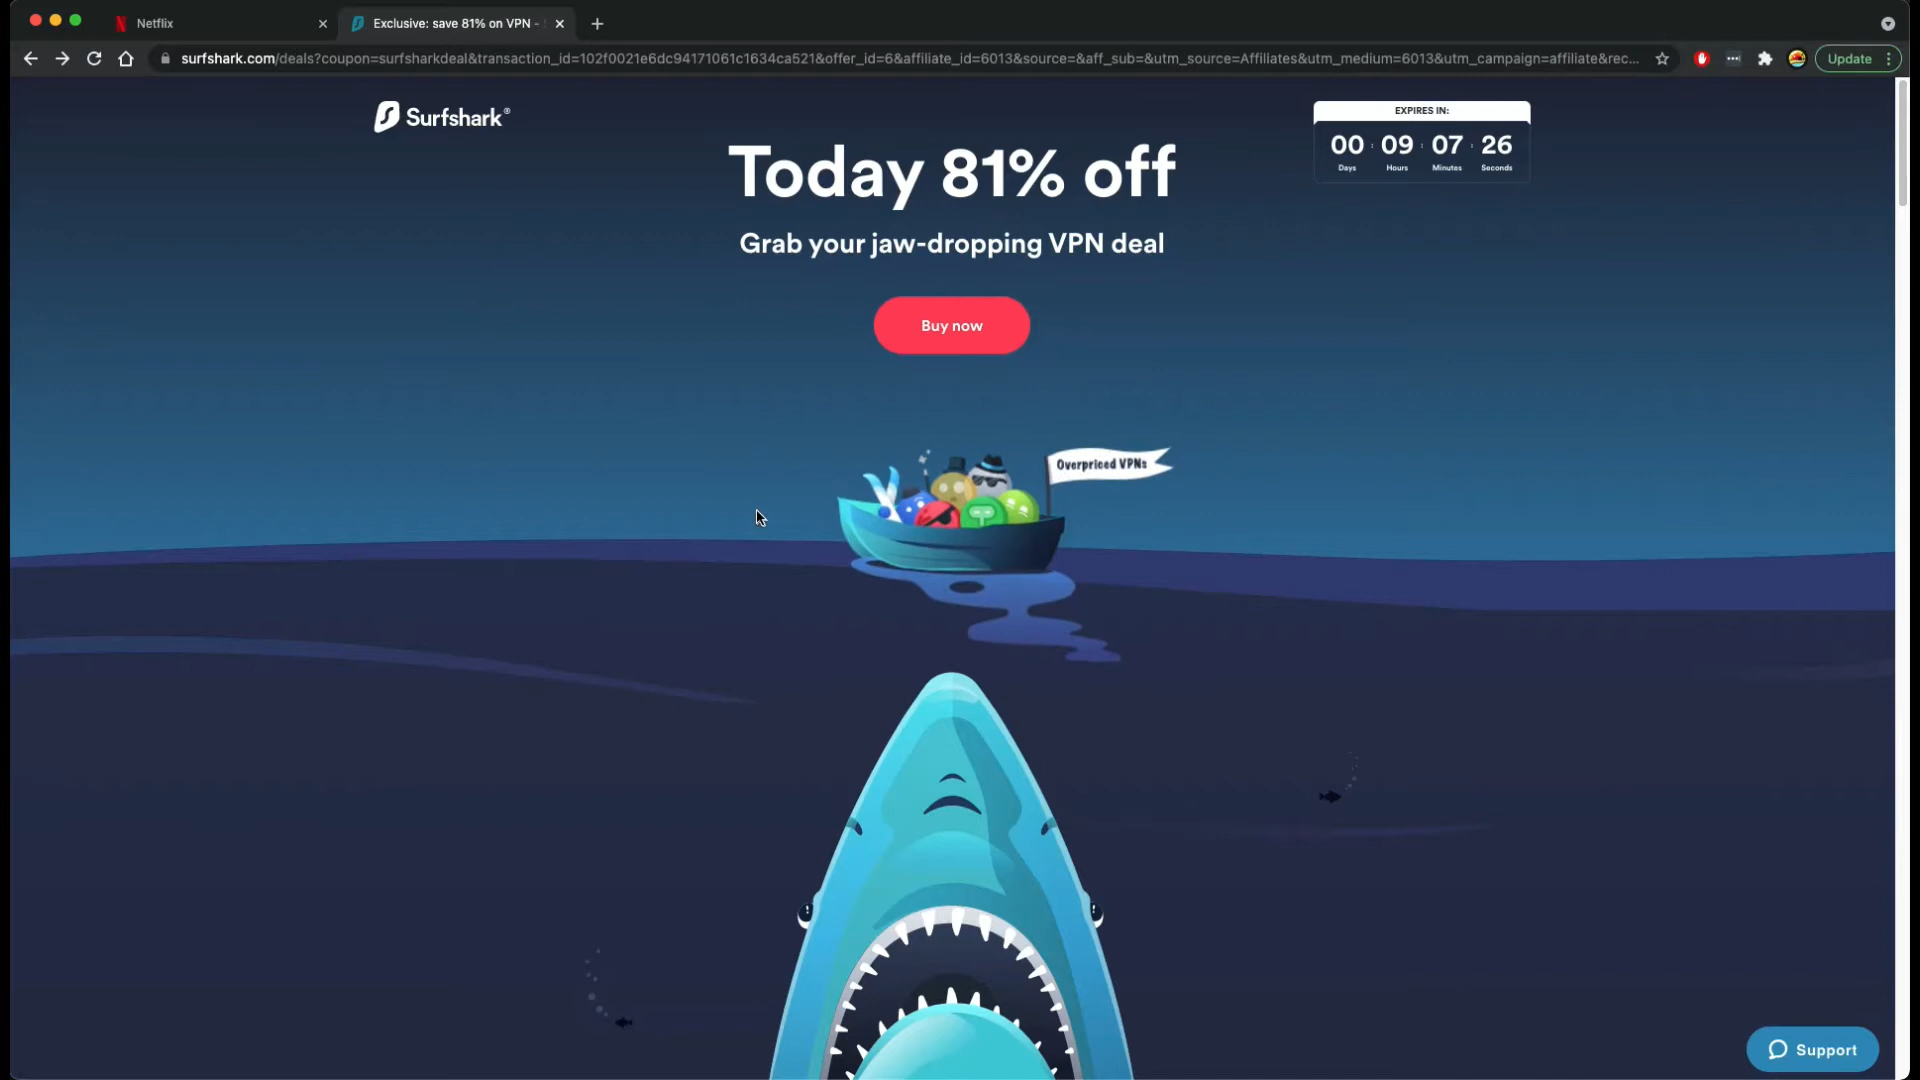 Netflix
Exclusive: save 81% on VPN -
surfshark.com/deals?coupon=surfsharkdeal&transaction_id=102f0021e6dc94171061c1634ca521&offer_id=6&affiliate_id=6013&source=&aff_sub=&utm_source=Affiliates&utm_medium=6013&utm_campaign=affiliate&rec...
Update
Surfshark®
EXPIRES IN:
00 : 09 : 07 : 26
Days Hours Minutes Seconds
Today 81% off
Grab your jaw-dropping VPN deal
Buy now
Overpriced VPNs
Support